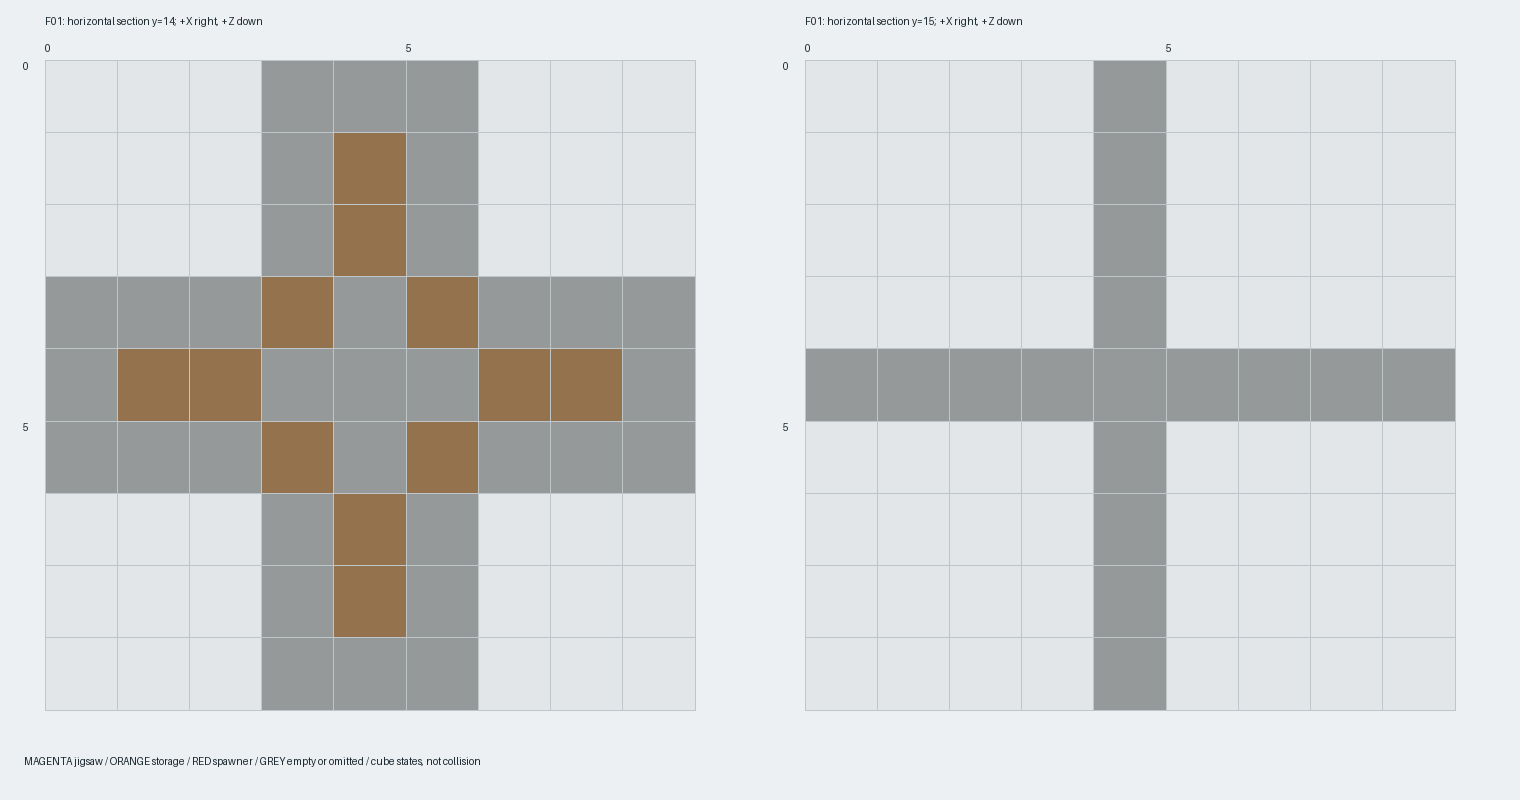 F01: horizontal section y=14; +X right, +Z down
F01: horizontal section y=15; +X right, +Z down
0 5
0 5
0
0
5
5
MAGENTA jigsaw / ORANGE storage / RED spawner / GREY empty or omitted / cube states, not collision